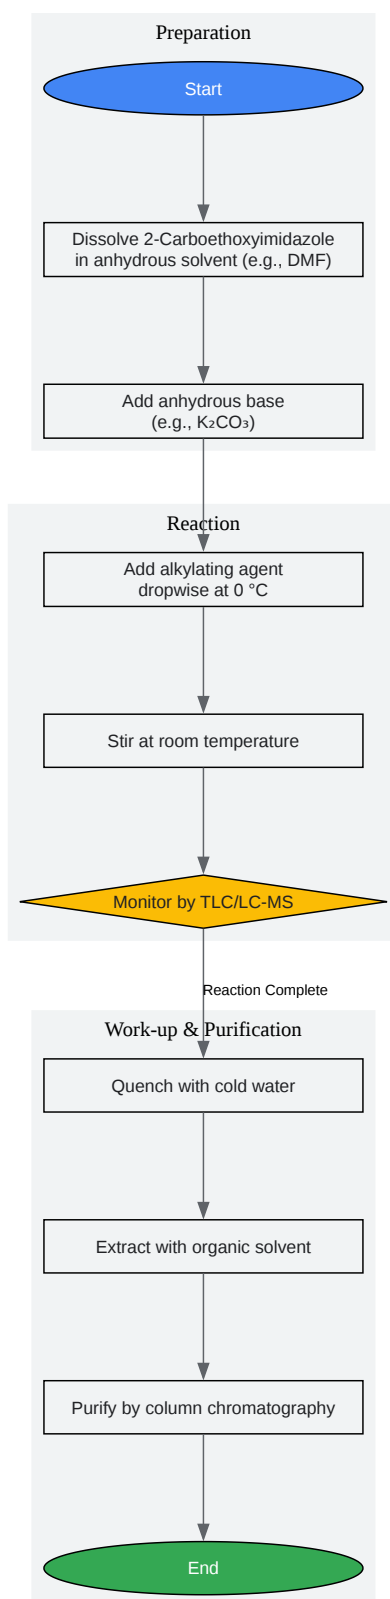 Preparation
Start
Dissolve 2-Carboethoxyimidazole
in anhydrous solvent (e.g., DMF)
Add anhydrous base
(e.g., K₂CO₃)
Reaction
Add alkylating agent
dropwise at 0 °C
Stir at room temperature
Monitor by TLC/LC-MS
Reaction Complete
Work-up & Purification
Quench with cold water
Extract with organic solvent
Purify by column chromatography
End